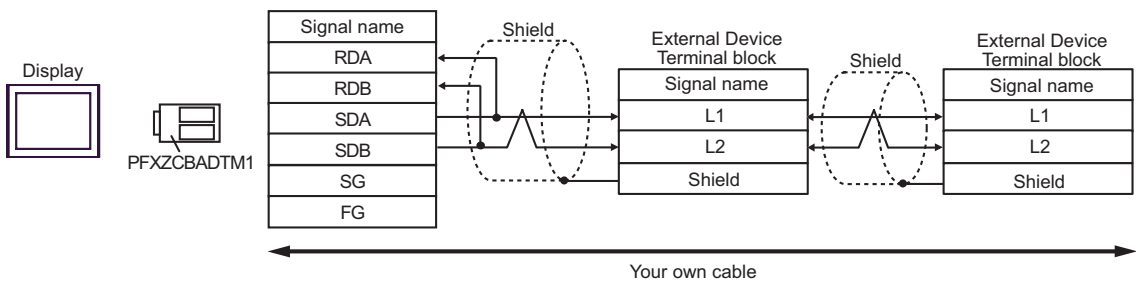 Display
PFXZCBADTM1
Signal name
RDA
RDB
SDA
SDB
SG
FG
Shield
External Device
Terminal block
Signal name
L1
L2
Shield
Shield
External Device
Terminal block
Signal name
L1
L2
Shield
Your own cable